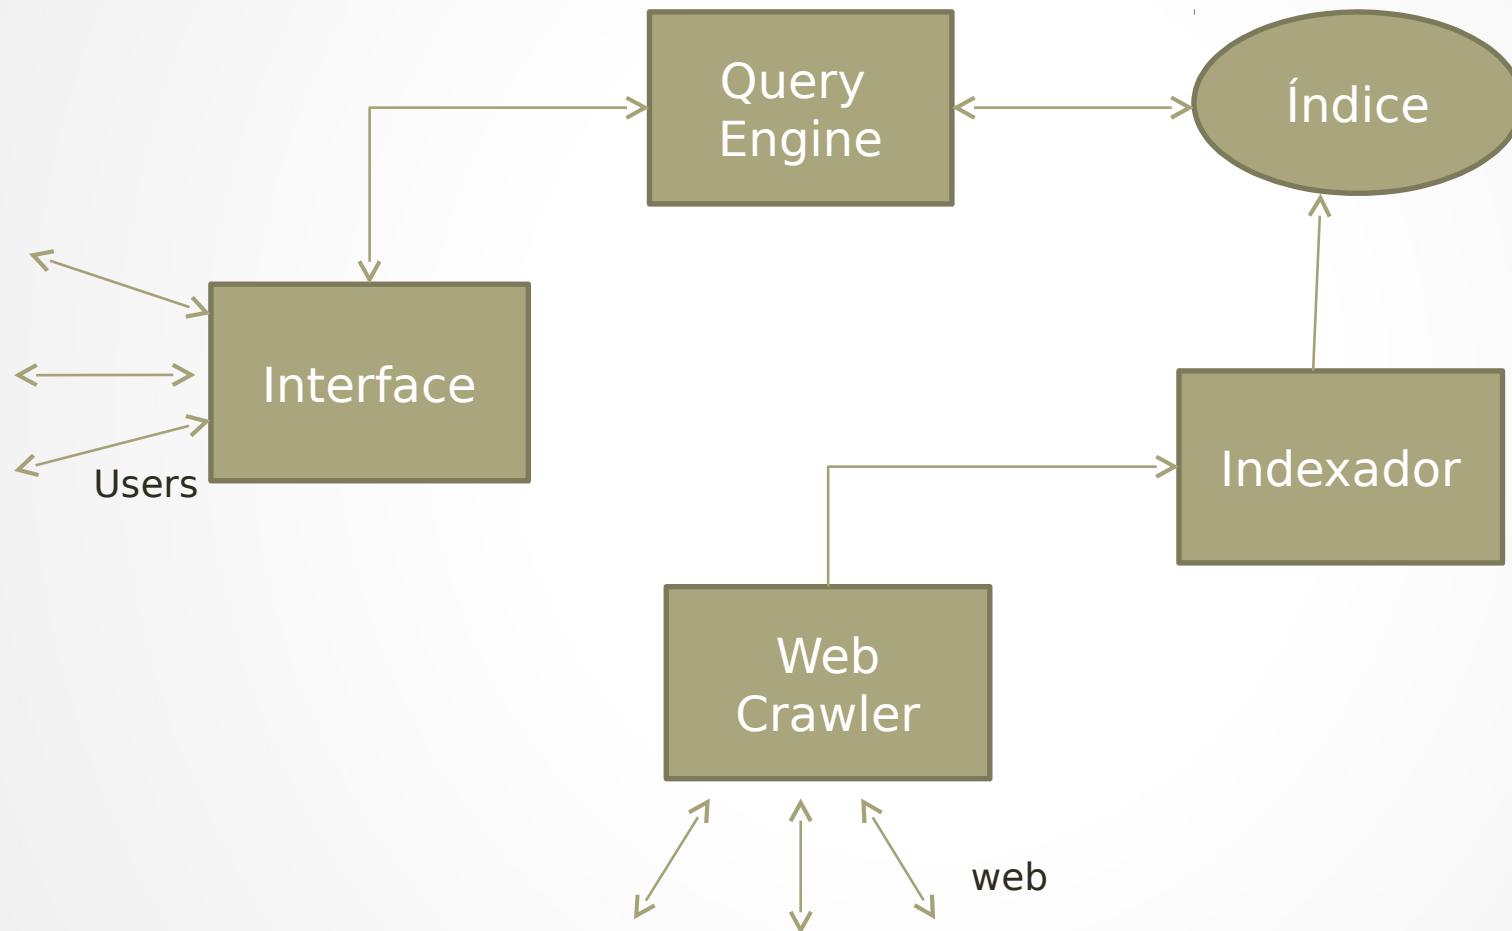 Query
Engine
Índice
Interface
Indexador
Users
Web
Crawler
web